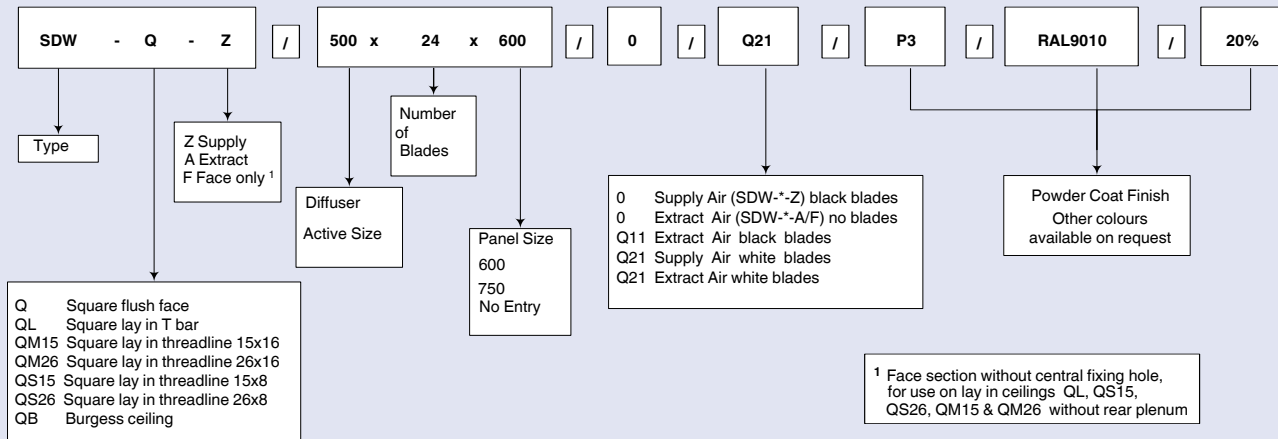 SDW - Q - Z / 500 x 24 x 600 / 0 / Q21 / P3 / RAL9010 / 20%
Type
Z Supply
A Extract
F Face only 1
Number
of
Blades
Diffuser
Active Size
Panel Size
600
750
No Entry
0 Supply Air (SDW-*-Z) black blades
0 Extract Air (SDW-*-A/F) no blades
Q11 Extract Air black blades
Q21 Supply Air white blades
Q21 Extract Air white blades
Powder Coat Finish
Other colours
available on request
Q Square flush face
QL Square lay in T bar
QM15 Square lay in threadline 15x16
QM26 Square lay in threadline 26x16
QS15 Square lay in threadline 15x8
QS26 Square lay in threadline 26x8
QB Burgess ceiling
1 Face section without central fixing hole,
for use on lay in ceilings QL, QS15,
QS26, QM15 & QM26 without rear plenum